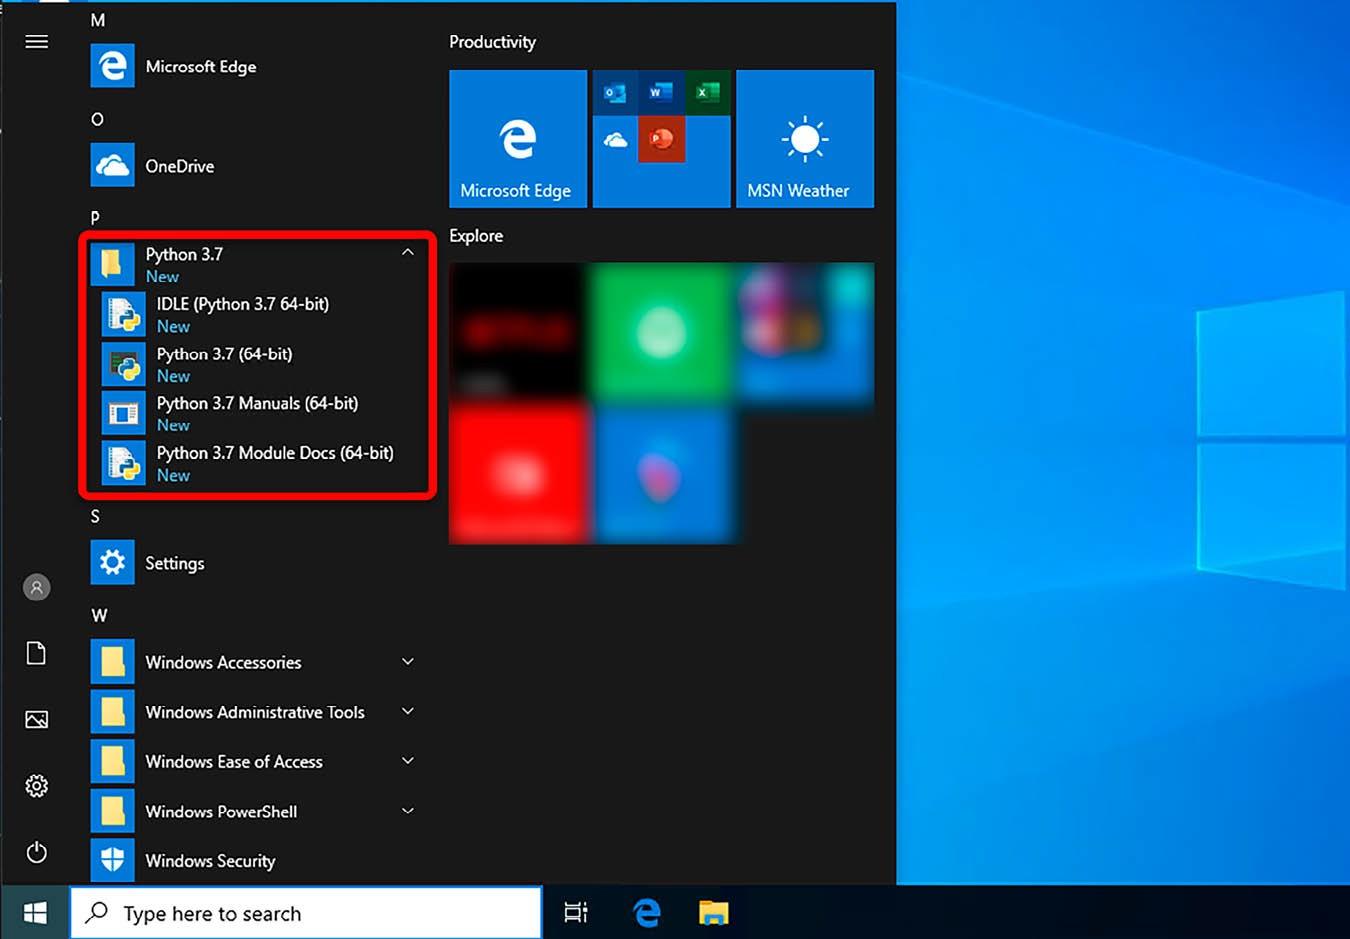 M
Microsoft Edge
O
OneDrive
P
Python 3.7
New
IDLE (Python 3.7 64-bit)
New
Python 3.7 (64-bit)
New
Python 3.7 Manuals (64-bit)
New
Python 3.7 Module Docs (64-bit)
New
S
Settings
W
Windows Accessories
Windows Administrative Tools
Windows Ease of Access
Windows PowerShell
Windows Security
Productivity
Microsoft Edge
MSN Weather
Explore
Type here to search